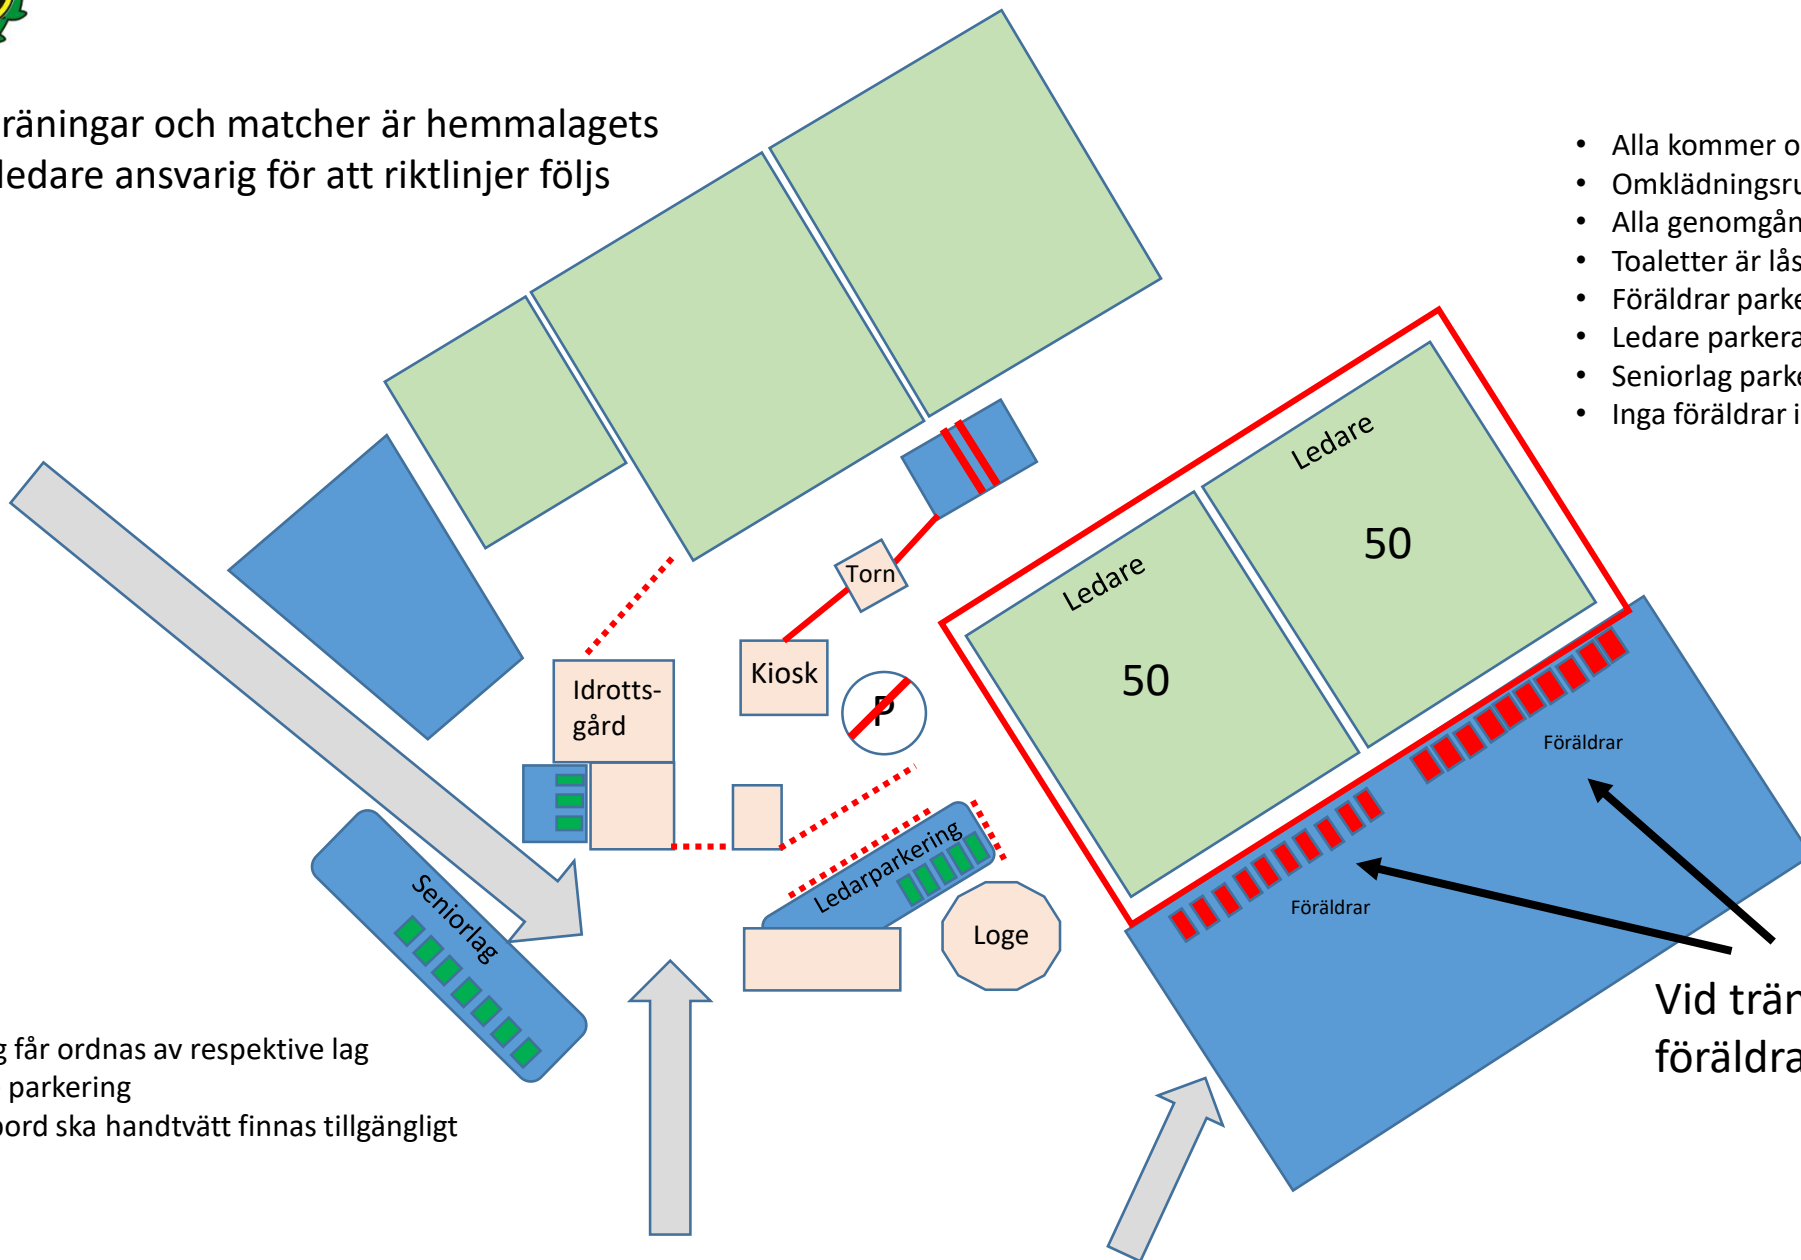 räningar och matcher är hemmalagets
ledare ansvarig för att riktlinjer följs
• Alla kommer o
• Omklädningsru
• Alla genomgån
• Toaletter är lås
• Föräldrar parke
• Ledare parkera
• Seniorlag parke
• Inga föräldrar i
Ledare
50
Ledare
50
Torn
Kiosk
P
Idrotts-
gård
Föräldrar
Föräldrar
Ledarparkering
Seniorlag
Loge
Vid trän
föräldra
g får ordnas av respektive lag
parkering
bord ska handtvätt finnas tillgängligt